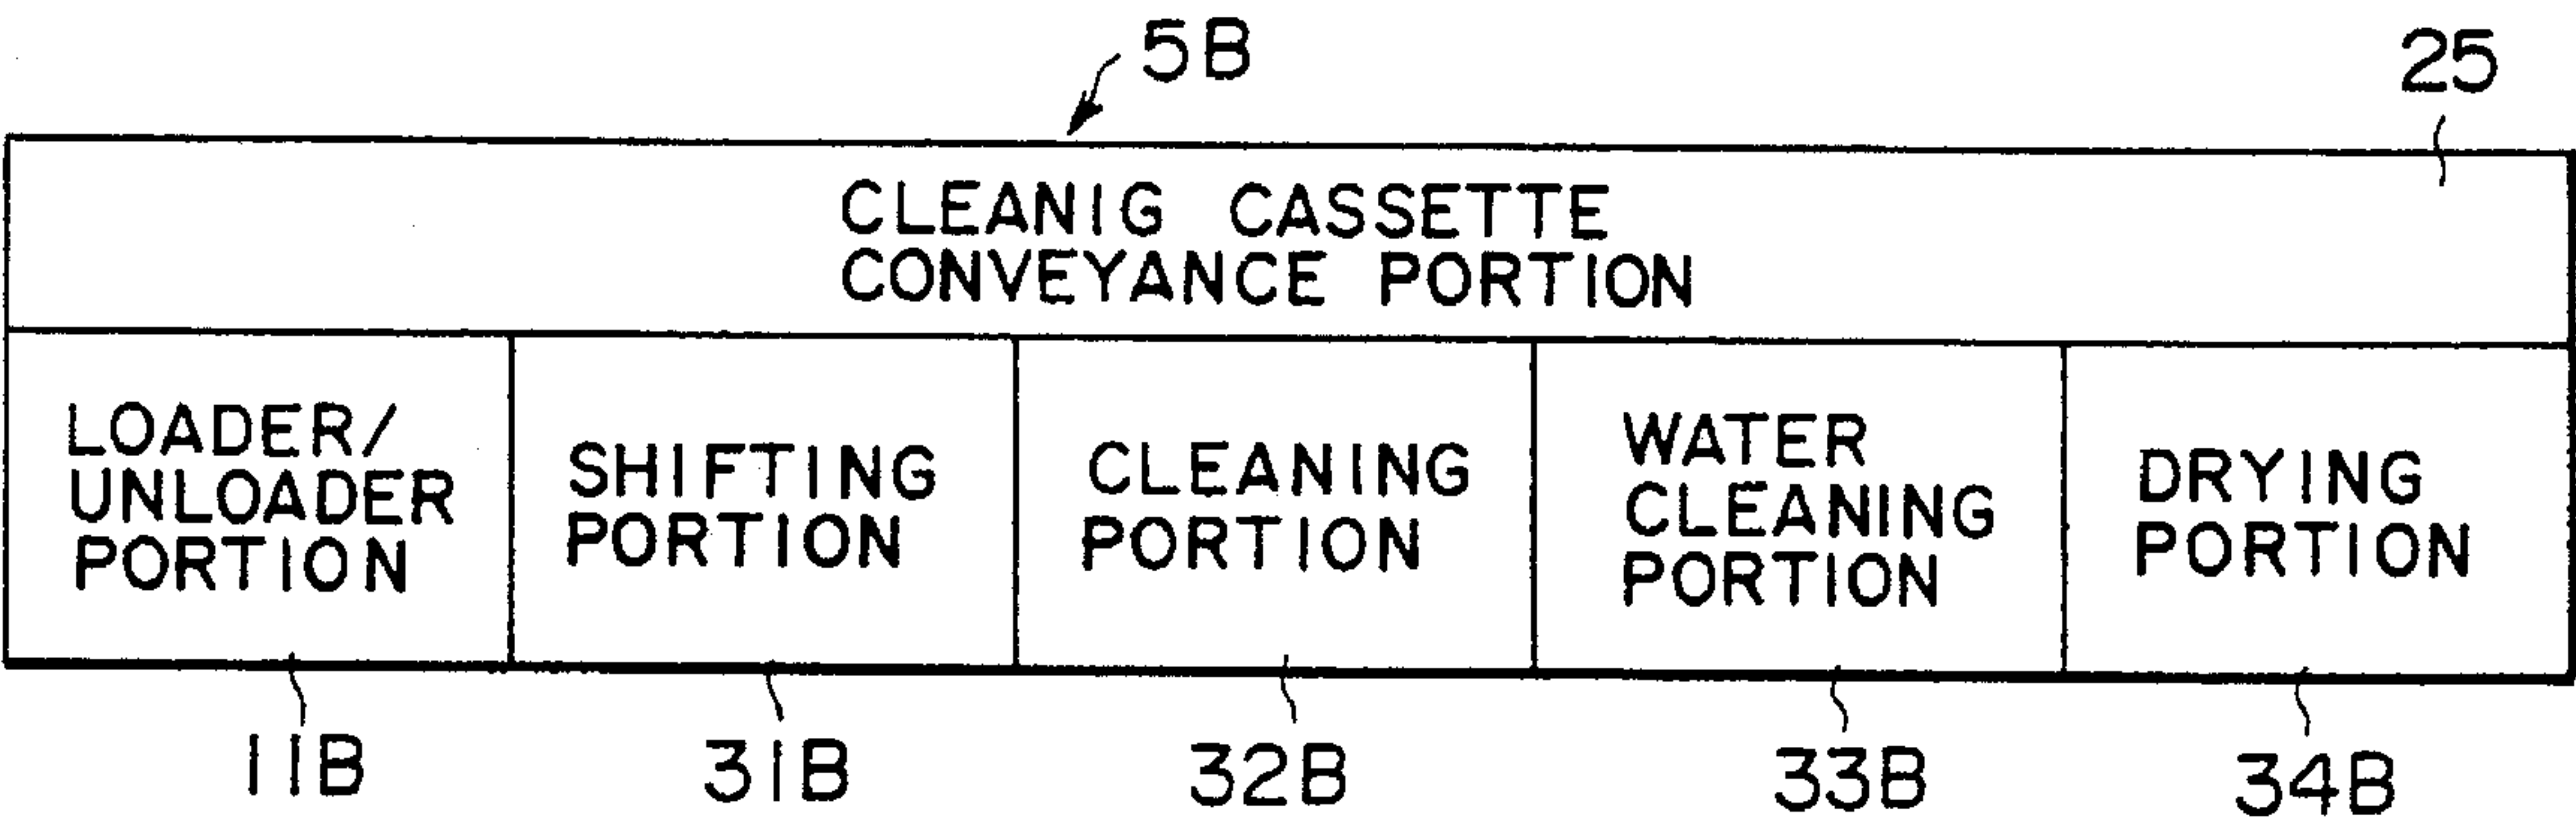 5B
25
CLEANIG CASSETTE
CONVEYANCE PORTION
LOADER/
UNLOADER
PORTION
SHIFTING
PORTION
CLEANING
PORTION
WATER
CLEANING
PORTION
DRYING
PORTION
11B
31B
32B
33B
34B